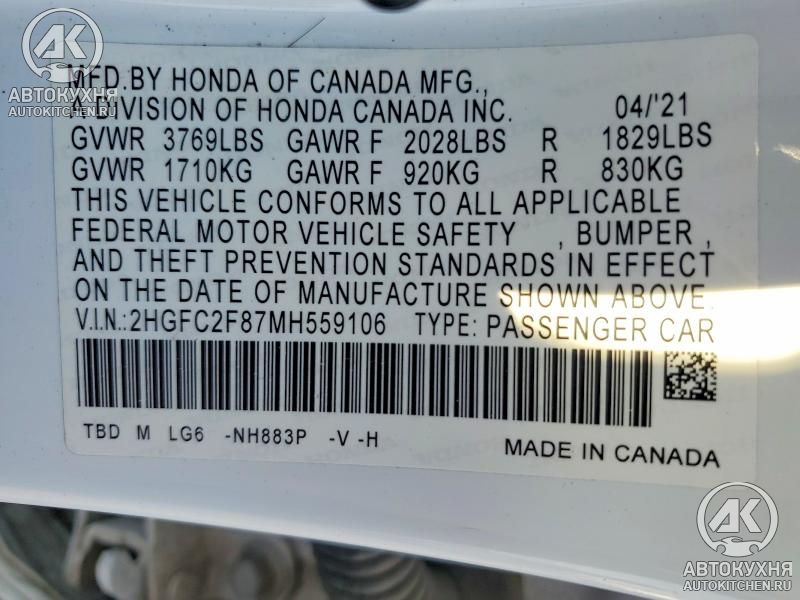 АК
АВТОКУХНЯ
AUTOKITCHEN.RU
MFD. BY HONDA OF CANADA MFG.,
A DIVISION OF HONDA CANADA INC. 04/'21
GVWR 3769LBS GAWR F 2028LBS R 1829LBS
GVWR 1710KG GAWR F 920KG R 830KG
THIS VEHICLE CONFORMS TO ALL APPLICABLE
FEDERAL MOTOR VEHICLE SAFETY , BUMPER ,
AND THEFT PREVENTION STANDARDS IN EFFECT
ON THE DATE OF MANUFACTURE SHOWN ABOVE.
V.I.N.:2HGFC2F87MH559106 TYPE: PASSENGER CAR
TBD M LG6 -NH883P -V -H
MADE IN CANADA
АК
АВТОКУХНЯ
AUTOKITCHEN.RU